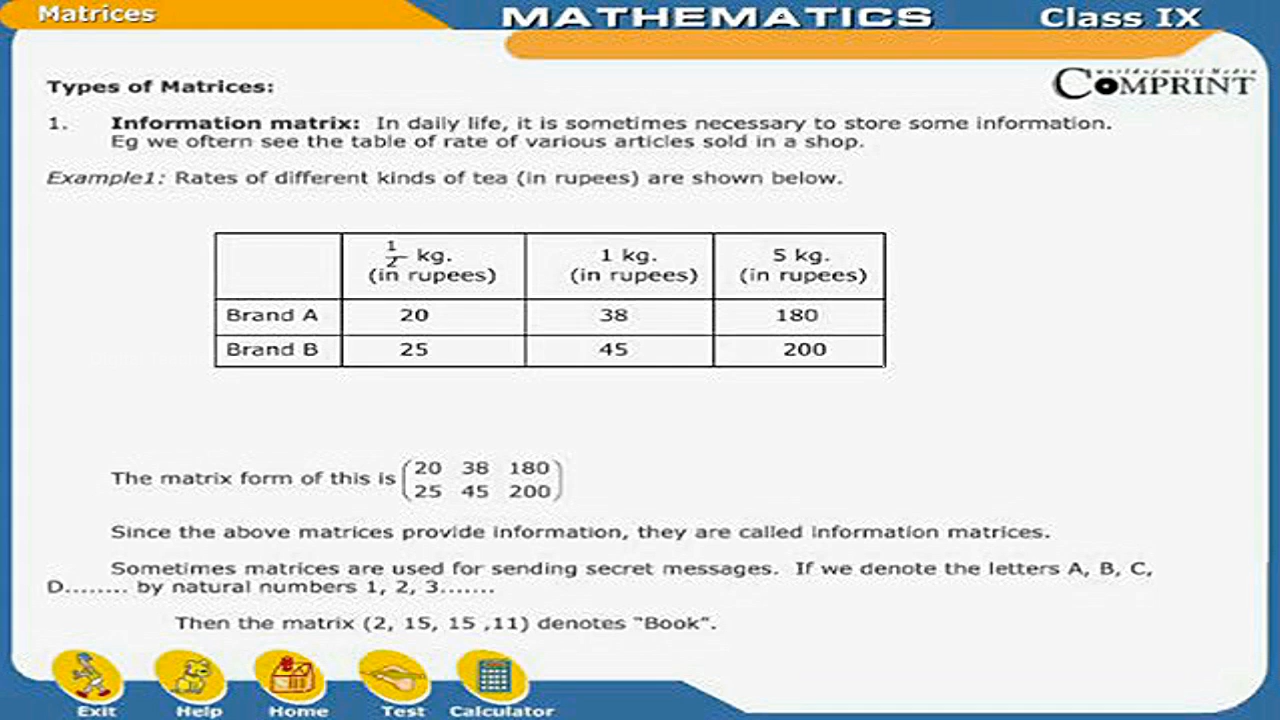 Matrices
MATHEMATICS
Class IX
world of multi Media
COMPRINT
Types of Matrices:
1. Information matrix: In daily life, it is sometimes necessary to store some information.
Eg we oftern see the table of rate of various articles sold in a shop.
Example1: Rates of different kinds of tea (in rupees) are shown below.
1/2 kg. (in rupees) 1 kg. (in rupees) 5 kg. (in rupees)
Brand A 20 38 180
Brand B 25 45 200
The matrix form of this is (20 38 180
25 45 200)
Since the above matrices provide information, they are called information matrices.
Sometimes matrices are used for sending secret messages. If we denote the letters A, B, C,
D........ by natural numbers 1, 2, 3.......
Then the matrix (2, 15, 15 ,11) denotes "Book".
Exit Help Home Test Calculator